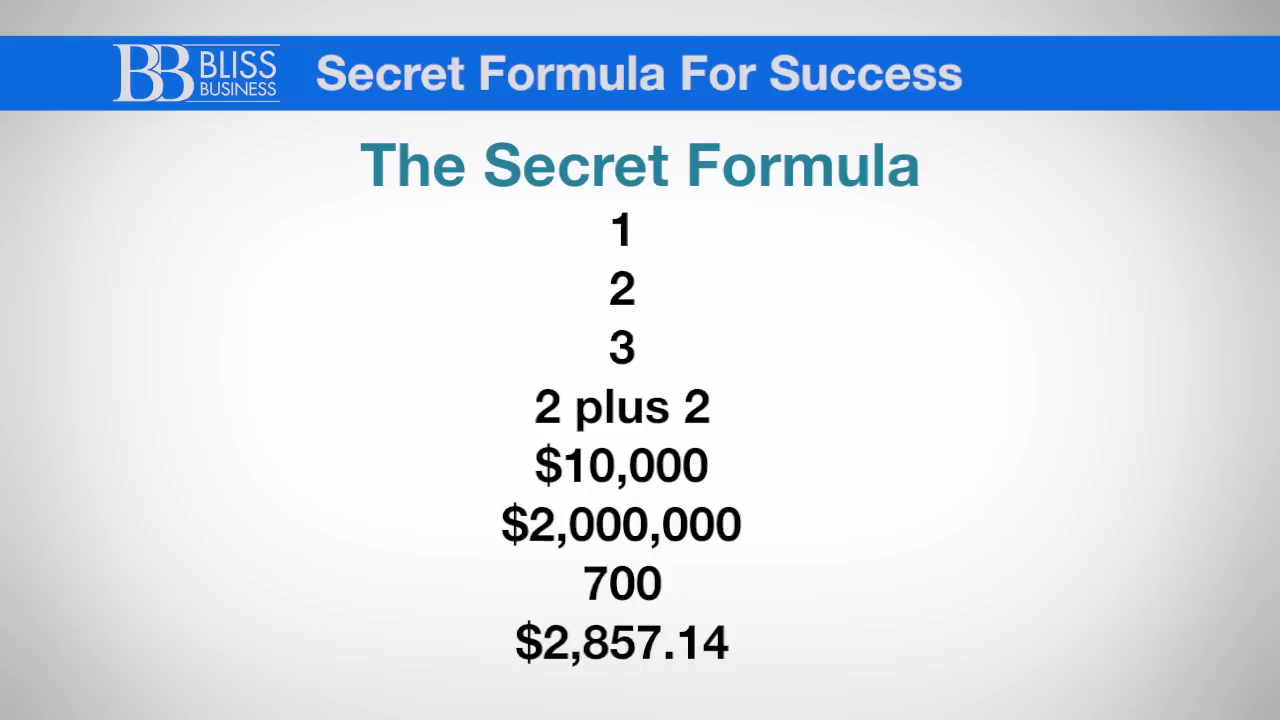 BB BLISS BUSINESS
Secret Formula For Success
The Secret Formula
1
2
3
2 plus 2
$10,000
$2,000,000
700
$2,857.14